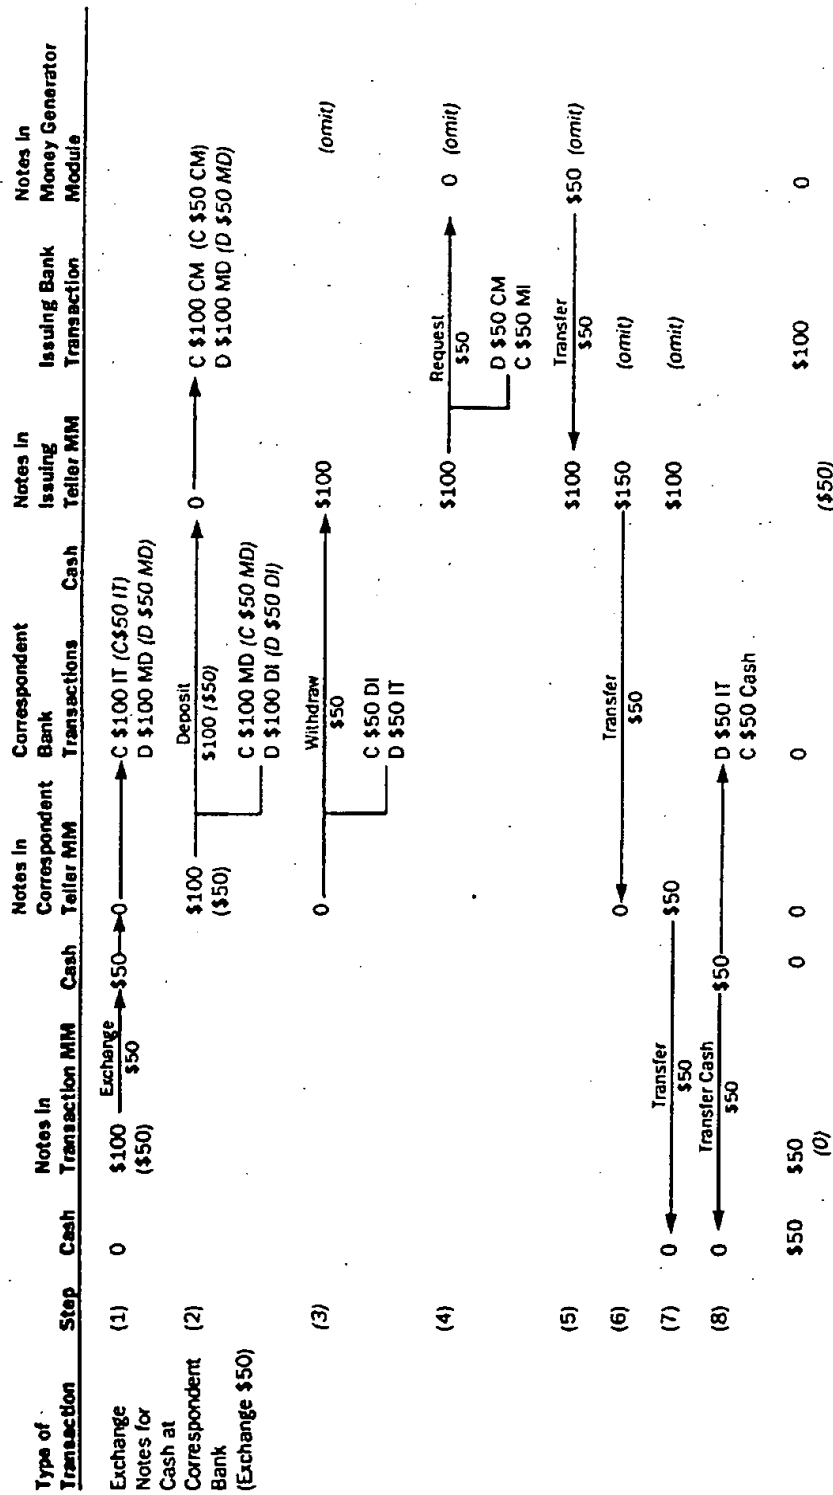 Type of Transaction
Step
Cash
Notes In Transaction MM
Cash
Notes In Correspondent Teller MM
Correspondent Bank Transactions
Cash
Notes In Issuing Teller MM
Issuing Bank Transaction
Notes In Money Generator Module
Exchange
Notes for
Cash at
Correspondent
Bank
(Exchange $50)
(1)
0
$100
($50)
Exchange
$50
$50
0
C $100 IT (C$50 IT)
D $100 MD (D $50 MD)
(2)
$100
($50)
Deposit
$100 ($50)
C $100 MD (C $50 MD)
D $100 DI (D $50 DI)
0
C $100 CM (C $50 CM)
D $100 MD (D $50 MD)
(3)
0
Withdraw
$50
C $50 DI
D $50 IT
$100
(omit)
(4)
$100
Request
$50
D $50 CM
C $50 MI
0 (omit)
(5)
$100
Transfer
$50
$50 (omit)
(6)
0
Transfer
$50
$150
(omit)
(7)
0
Transfer
$50
$50
$100
(omit)
(8)
0
Transfer Cash
$50
$50
D $50 IT
C $50 Cash
$50
$50
(0)
0
0
0
($50)
$100
0